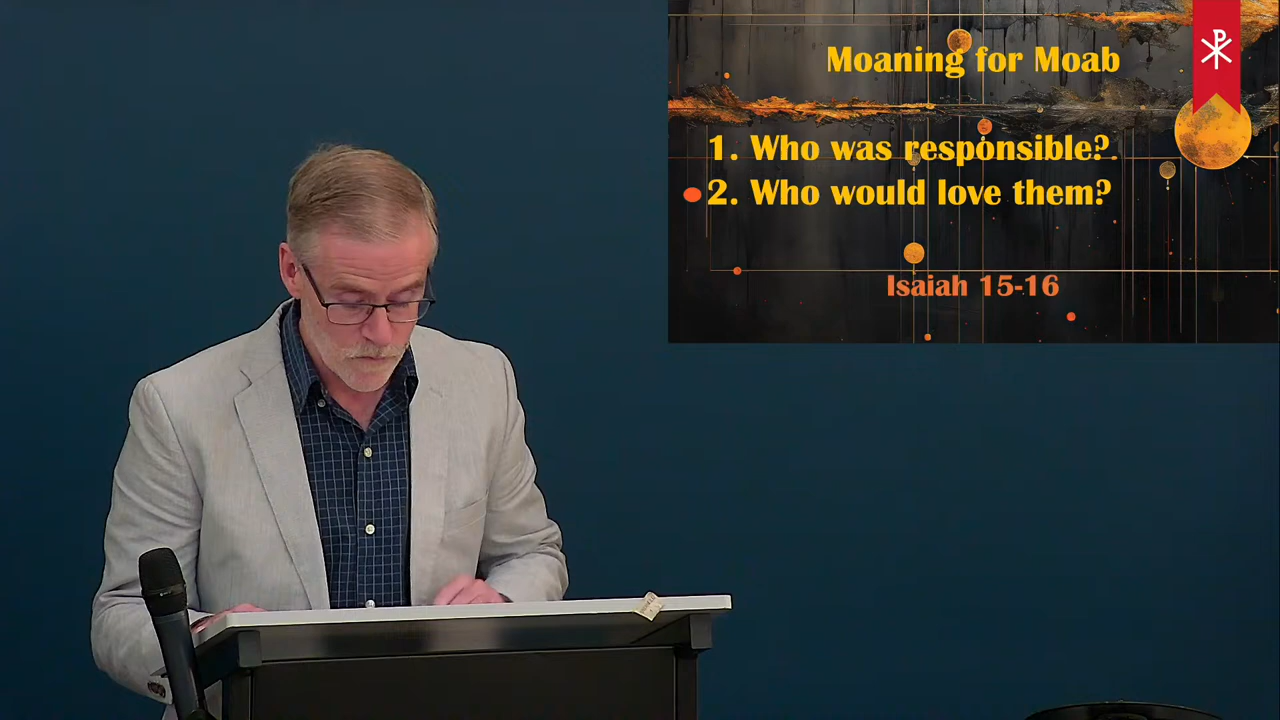 Moaning for Moab
1. Who was responsible?
2. Who would love them?
Isaiah 15-16